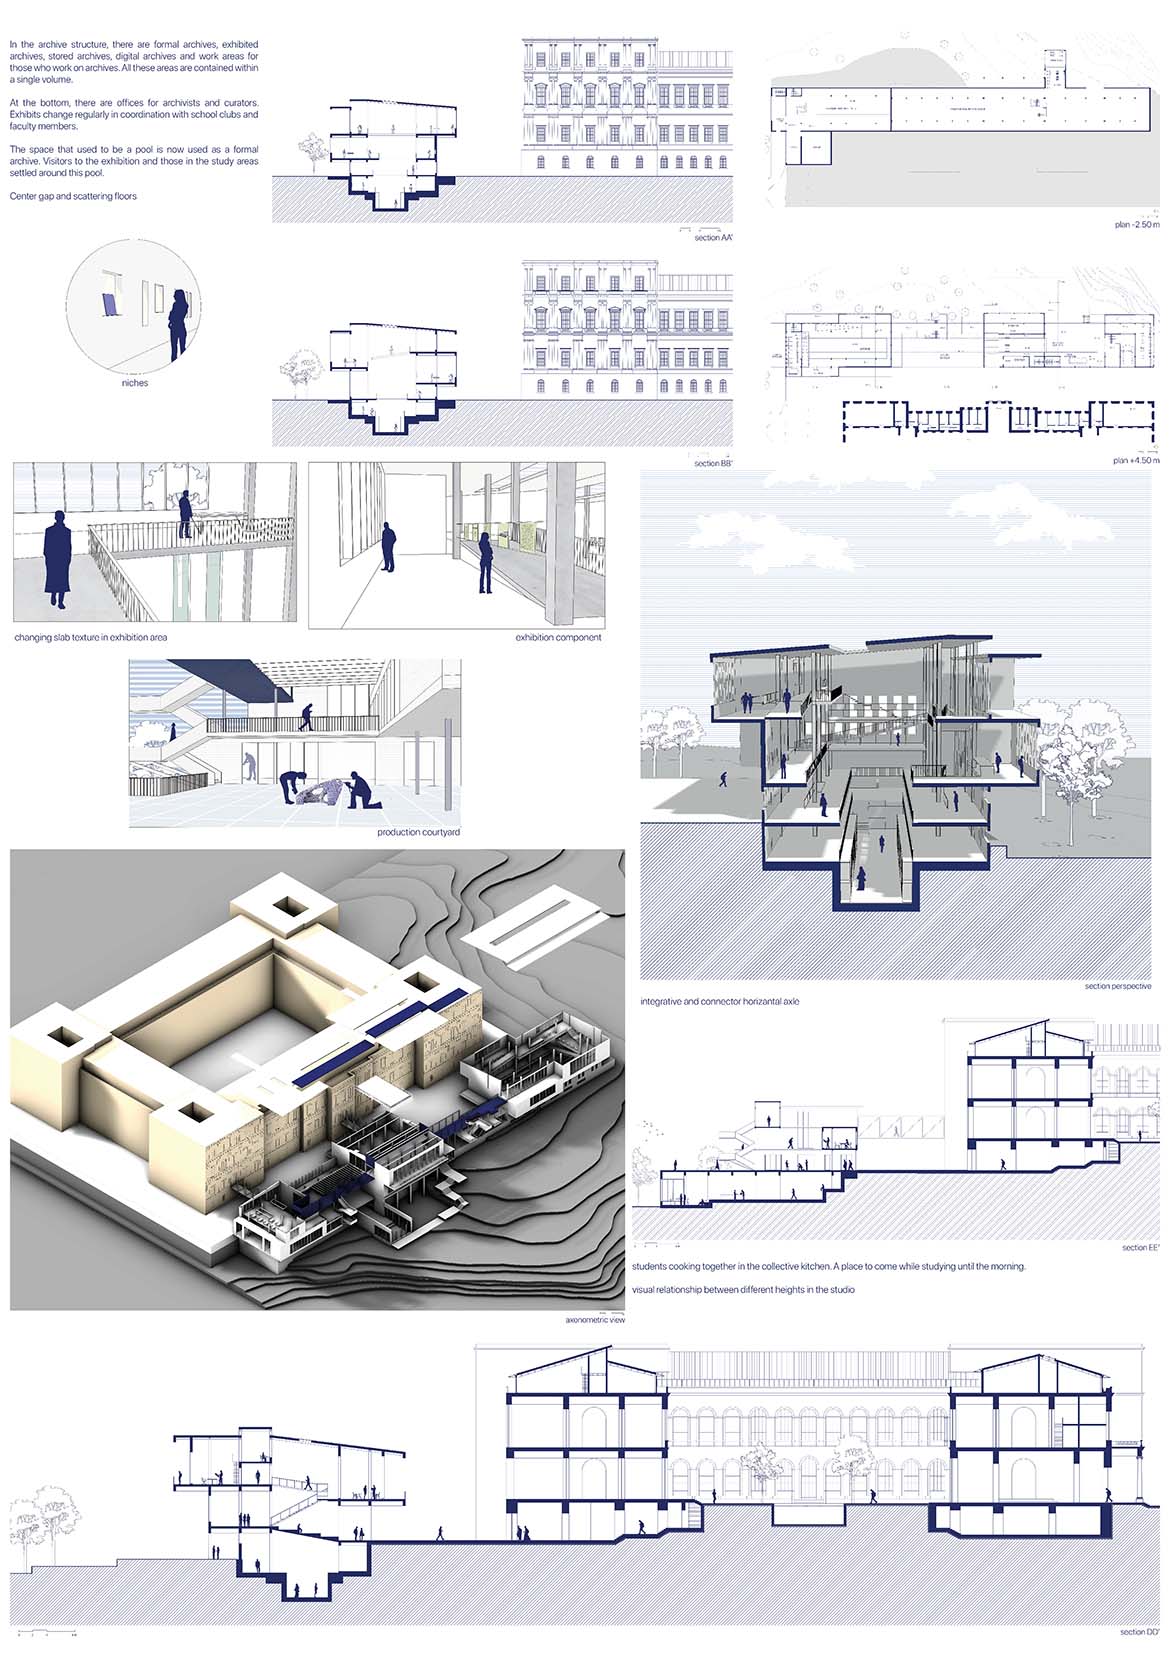 In the archive structure, there are formal archives, exhibited
archives, stored archives, digital archives and work areas for
those who work on archives. All these areas are contained within
a single volume.
At the bottom, there are offices for archivists and curators.
Exhibits change regularly in coordination with school clubs and
faculty members.
The space that used to be a pool is now used as a formal
archive. Visitors to the exhibition and those in the study areas
settled around this pool.
Center gap and scattering floors
section AA'
plan -2.50 m
niches
section BB'
plan +4.50 m
changing slab texture in exhibition area
exhibition component
production courtyard
section perspective
integrative and connector horizantal axle
section EE'
students cooking together in the collective kitchen. A place to come while studying until the morning.
visual relationship between different heights in the studio
axonometric view
section DD'